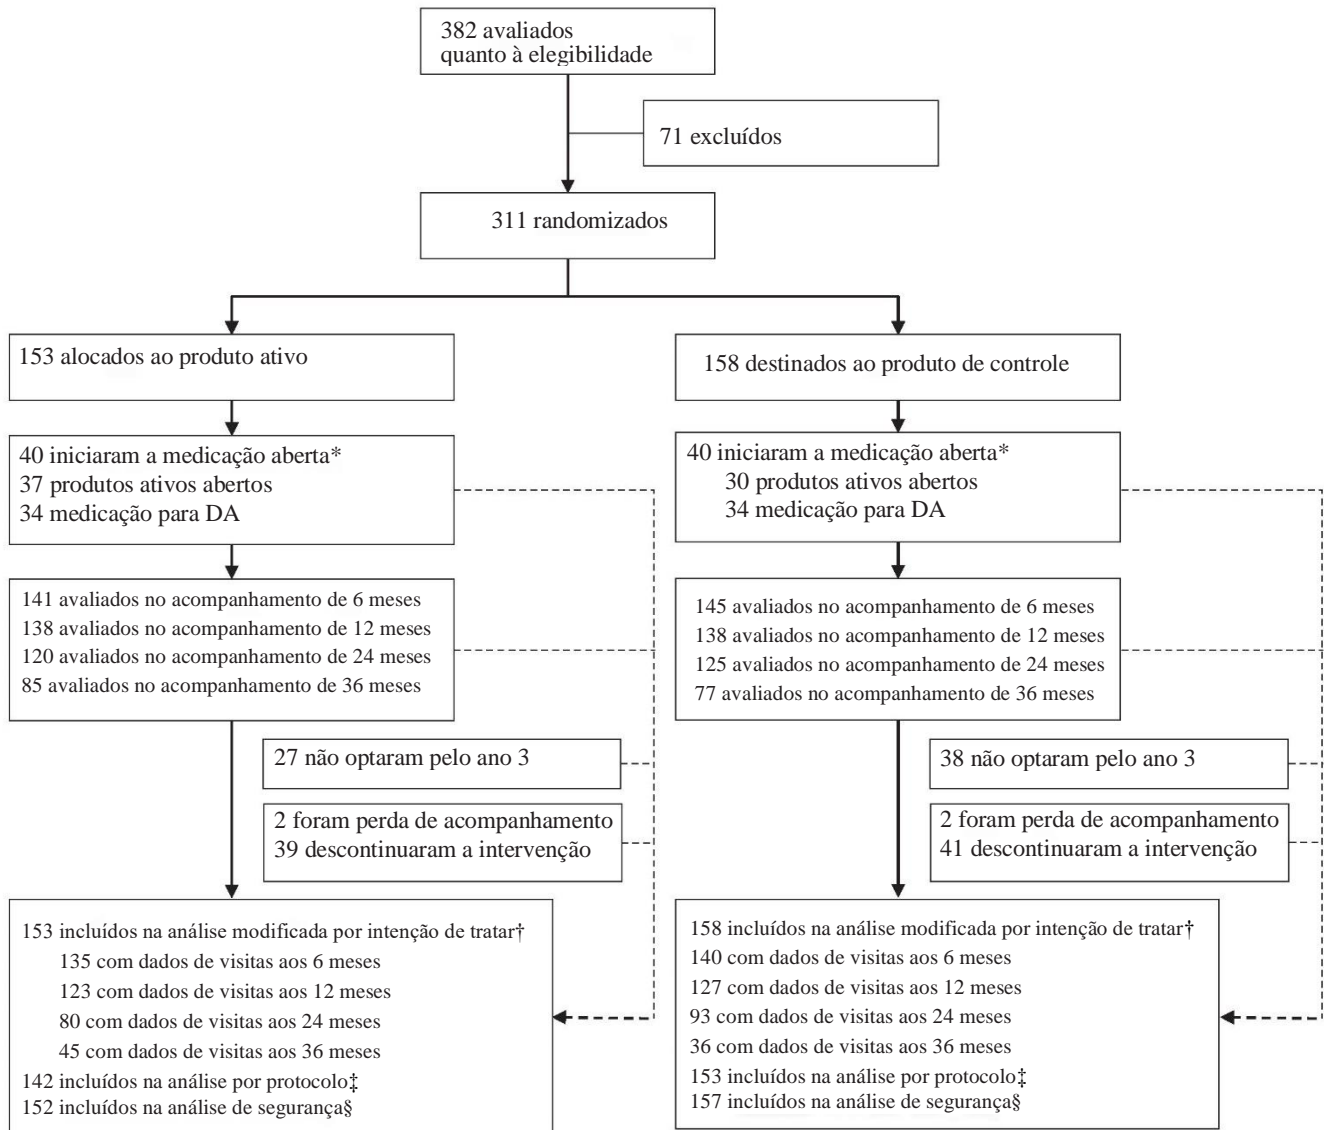 382 avaliados
quanto à elegibilidade
71 excluídos
311 randomizados
153 alocados ao produto ativo
158 destinados ao produto de controle
40 iniciaram a medicação aberta*
37 produtos ativos abertos
34 medicação para DA
40 iniciaram a medicação aberta*
30 produtos ativos abertos
34 medicação para DA
141 avaliados no acompanhamento de 6 meses
138 avaliados no acompanhamento de 12 meses
120 avaliados no acompanhamento de 24 meses
85 avaliados no acompanhamento de 36 meses
145 avaliados no acompanhamento de 6 meses
138 avaliados no acompanhamento de 12 meses
125 avaliados no acompanhamento de 24 meses
77 avaliados no acompanhamento de 36 meses
27 não optaram pelo ano 3
38 não optaram pelo ano 3
2 foram perda de acompanhamento
39 descontinuaram a intervenção
2 foram perda de acompanhamento
41 descontinuaram a intervenção
153 incluídos na análise modificada por intenção de tratar†
135 com dados de visitas aos 6 meses
123 com dados de visitas aos 12 meses
80 com dados de visitas aos 24 meses
45 com dados de visitas aos 36 meses
142 incluídos na análise por protocolo‡
152 incluídos na análise de segurança§
158 incluídos na análise modificada por intenção de tratar†
140 com dados de visitas aos 6 meses
127 com dados de visitas aos 12 meses
93 com dados de visitas aos 24 meses
36 com dados de visitas aos 36 meses
153 incluídos na análise por protocolo‡
157 incluídos na análise de segurança§